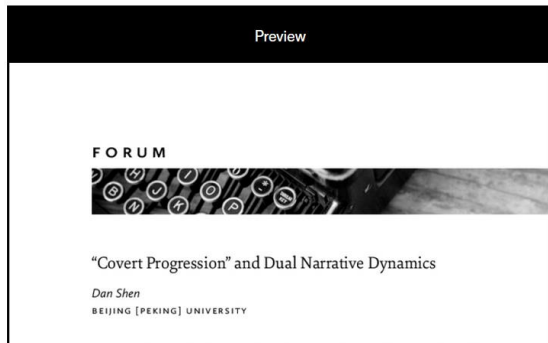 Preview
FORUM
“Covert Progression” and Dual Narrative Dynamics
Dan Shen
BEIJING [PEKING] UNIVERSITY
H
I
O
B
J
K
P
N